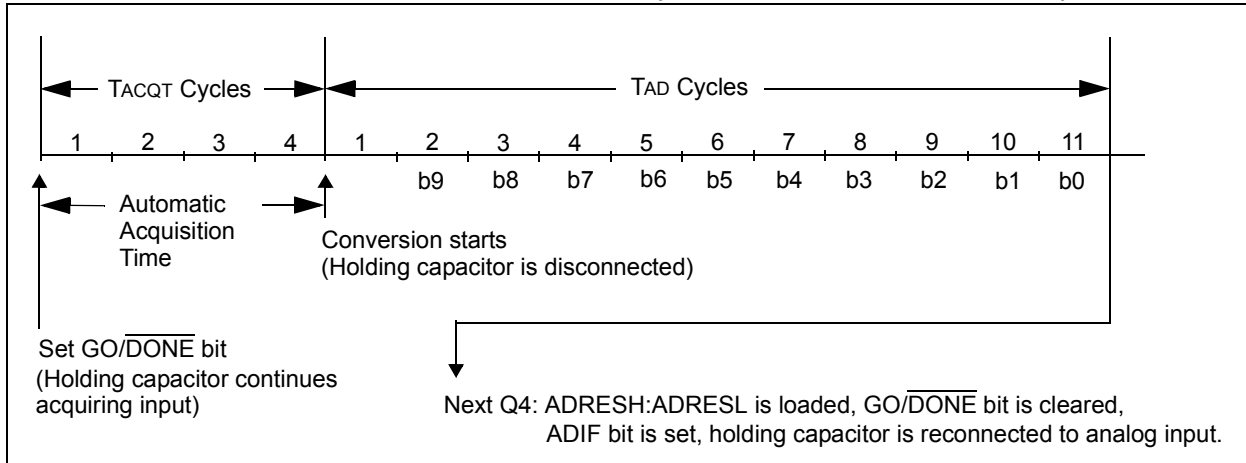 TACQT Cycles
TAD Cycles
1 2 3 4 1 2 3 4 5 6 7 8 9 10 11
b9 b8 b7 b6 b5 b4 b3 b2 b1 b0
Automatic
Acquisition
Time
Conversion starts
(Holding capacitor is disconnected)
Set GO/DONE bit
(Holding capacitor continues
acquiring input)
Next Q4: ADRESH:ADRESL is loaded, GO/DONE bit is cleared,
ADIF bit is set, holding capacitor is reconnected to analog input.